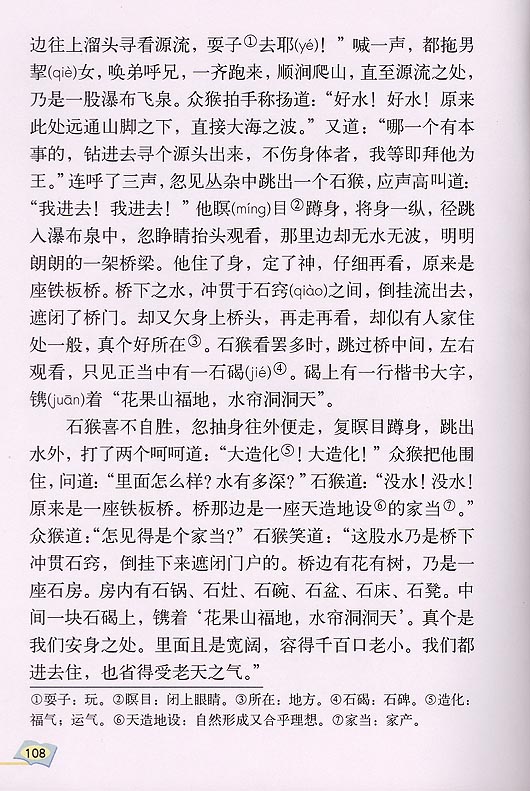 边往上溜头寻看源流，耍子①去耶(yé)！”喊一声，都拖男
挈(qiè)女，唤弟呼兄，一齐跑来，顺涧爬山，直至源流之处，
乃是一股瀑布飞泉。众猴拍手称扬道：“好水！好水！原来
此处远通山脚之下，直接大海之波。”又道：“哪一个有本
事的，钻进去寻个源头出来，不伤身体者，我等即拜他为
王。”连呼了三声，忽见丛杂中跳出一个石猴，应声高叫道：
“我进去！我进去！”他瞑(míng)目②蹲身，将身一纵，径跳
入瀑布泉中，忽睁睛抬头观看，那里边却无水无波，明明
朗朗的一架桥梁。他住了身，定了神，仔细再看，原来是
座铁板桥。桥下之水，冲贯于石窍(qiào)之间，倒挂流出去，
遮闭了桥门。却又欠身上桥头，再走再看，却似有人家住
处一般，真个好所在③。石猴看罢多时，跳过桥中间，左右
观看，只见正当中有一石碣(jié)④。碣上有一行楷书大字，
镌(juān)着“花果山福地，水帘洞洞天”。
石猴喜不自胜，忽抽身往外便走，复瞑目蹲身，跳出
水外，打了两个呵呵道：“大造化⑤！大造化！”众猴把他围
住，问道：“里面怎么样？水有多深？”石猴道：“没水！没水！
原来是一座铁板桥。桥那边是一座天造地设⑥的家当⑦。”
众猴道：“怎见得是个家当？”石猴笑道：“这股水乃是桥下
冲贯石窍，倒挂下来遮闭门户的。桥边有花有树，乃是一
座石房。房内有石锅、石灶、石碗、石盆、石床、石凳。中
间一块石碣上，镌着‘花果山福地，水帘洞洞天’。真个是
我们安身之处。里面且是宽阔，容得千百口老小。我们都
进去住，也省得受老天之气。”
①耍子：玩。②瞑目：闭上眼睛。③所在：地方。④石碣：石碑。⑤造化：
福气；运气。⑥天造地设：自然形成又合乎理想。⑦家当：家产。
108